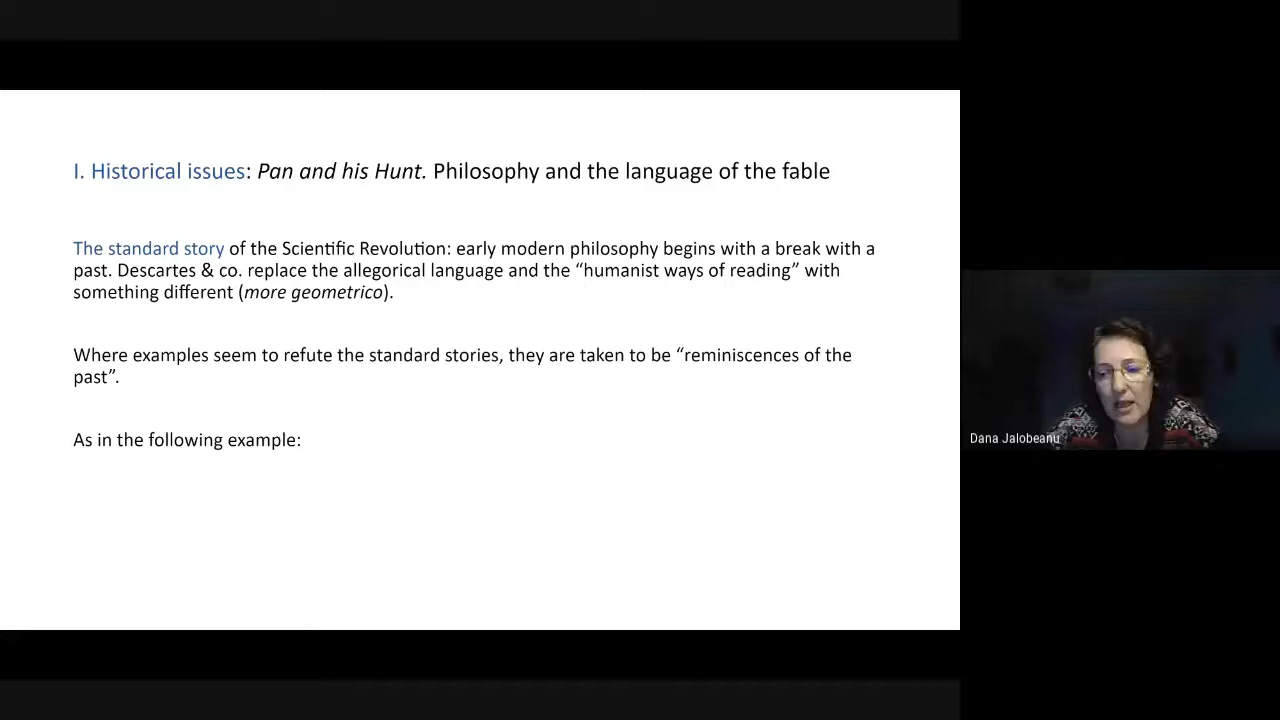 I. Historical issues: Pan and his Hunt. Philosophy and the language of the fable
The standard story of the Scientific Revolution: early modern philosophy begins with a break with a
past. Descartes & co. replace the allegorical language and the “humanist ways of reading” with
something different (more geometrico).
Where examples seem to refute the standard stories, they are taken to be “reminiscences of the
past”.
As in the following example:
Dana Jalobeanu